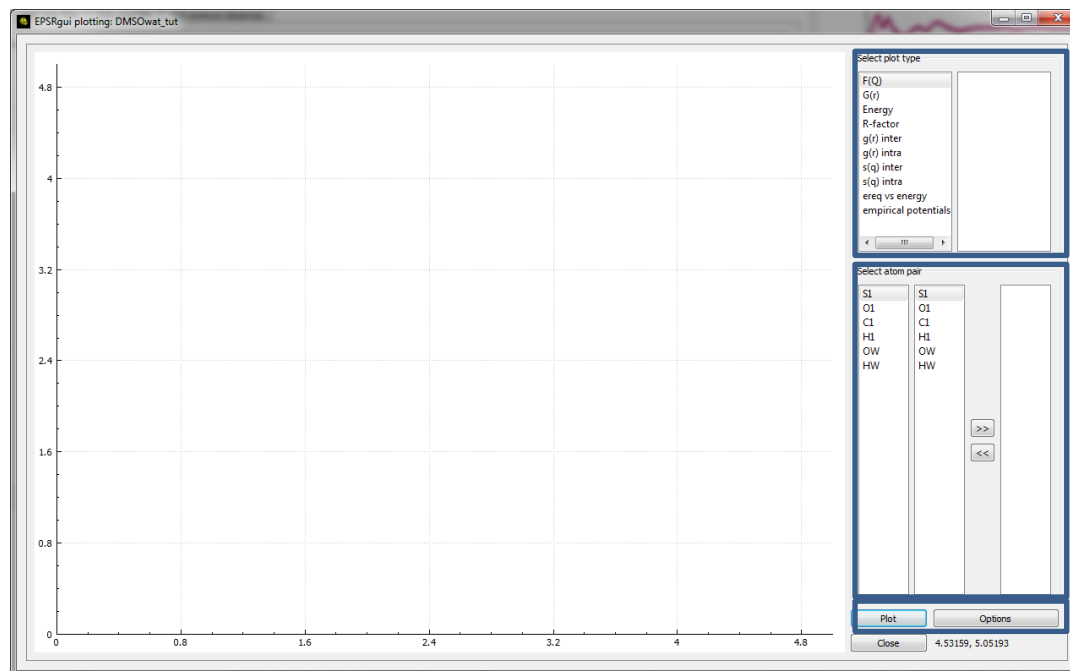 EPSRgui plotting: DMSOwat_tut
4.8
4
3.2
2.4
1.6
0.8
0
0
0.8
1.6
2.4
3.2
4
4.8
Select plot type
F(Q)
G(r)
Energy
R-factor
g(r) inter
g(r) intra
s(q) inter
s(q) intra
ereq vs energy
empirical potentials
Select atom pair
S1 S1
O1 O1
C1 C1
H1 H1
OW OW
HW HW
>>
<<
Plot Options
Close 4.53159, 5.05193